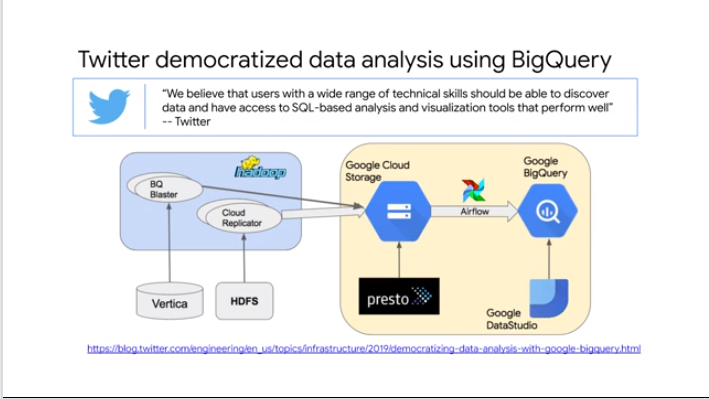 Twitter democratized data analysis using BigQuery
“We believe that users with a wide range of technical skills should be able to discover
data and have access to SQL-based analysis and visualization tools that perform well”
-- Twitter
hadoop
Google Cloud
Storage
Google
BigQuery
BQ
Blaster
Cloud
Replicator
Airflow
Vertica
HDFS
presto
Google
DataStudio
https://blog.twitter.com/engineering/en_us/topics/infrastructure/2019/democratizing-data-analysis-with-google-bigquery.html